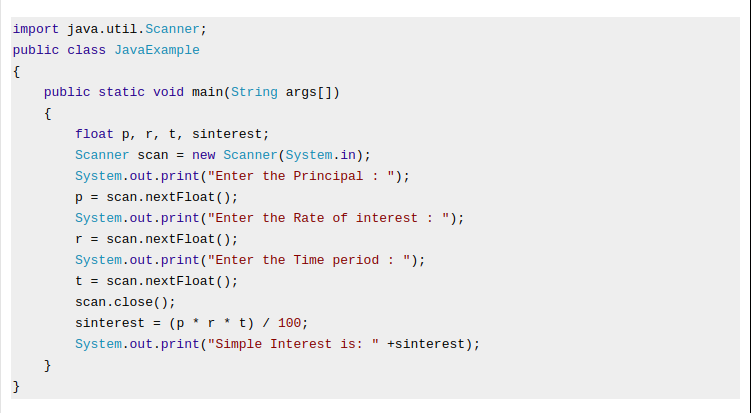 import java.util.Scanner;
public class JavaExample
{
    public static void main(String args[])
    {
        float p, r, t, sinterest;
        Scanner scan = new Scanner(System.in);
        System.out.print("Enter the Principal : ");
        p = scan.nextFloat();
        System.out.print("Enter the Rate of interest : ");
        r = scan.nextFloat();
        System.out.print("Enter the Time period : ");
        t = scan.nextFloat();
        scan.close();
        sinterest = (p * r * t) / 100;
        System.out.print("Simple Interest is: " +sinterest);
    }
}